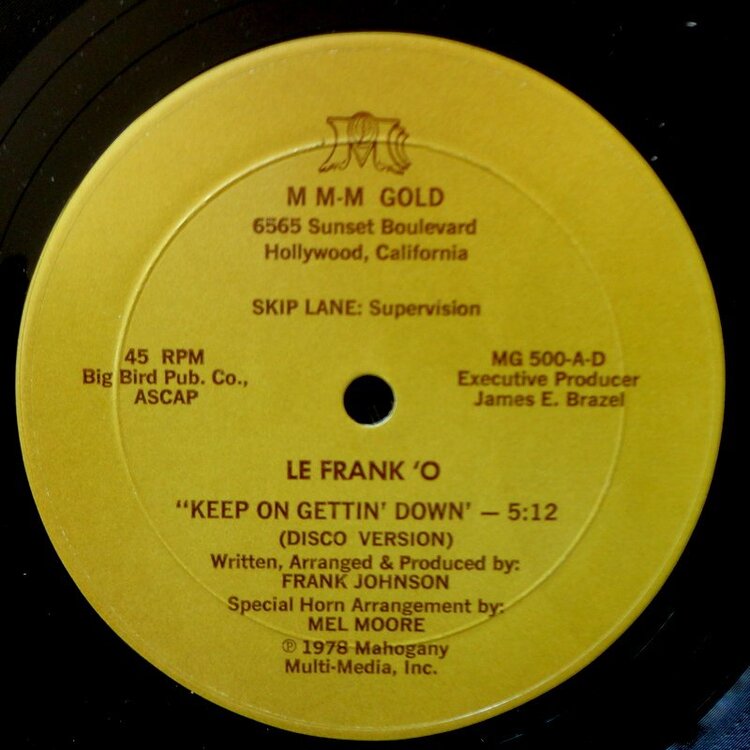 M M-M GOLD
6565 Sunset Boulevard
Hollywood, California
SKIP LANE: Supervision
45 RPM
Big Bird Pub. Co.,
ASCAP
MG 500-A-D
Executive Producer
James E. Brazel
LE FRANK 'O
"KEEP ON GETTIN' DOWN' — 5:12
(DISCO VERSION)
Written, Arranged & Produced by:
FRANK JOHNSON
Special Horn Arrangement by:
MEL MOORE
℗ 1978 Mahogany
Multi-Media, Inc.